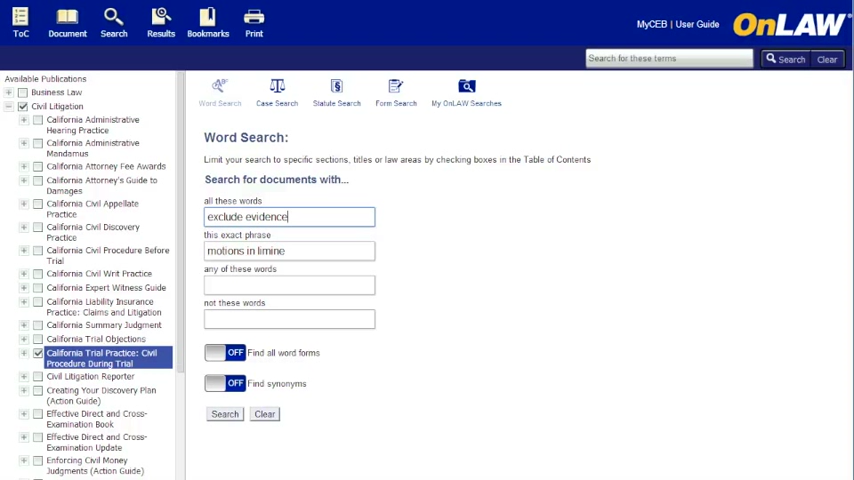 ToC
Document
Search
Results
Bookmarks
Print
MyCEB | User Guide
OnLAW
Search for these terms
Search
Clear
Available Publications
Business Law
Civil Litigation
California Administrative
Hearing Practice
California Administrative
Mandamus
California Attorney Fee Awards
California Attorney's Guide to
Damages
California Civil Appellate
Practice
California Civil Discovery
Practice
California Civil Procedure Before
Trial
California Civil Writ Practice
California Expert Witness Guide
California Liability Insurance
Practice: Claims and Litigation
California Summary Judgment
California Trial Objections
California Trial Practice: Civil
Procedure During Trial
Civil Litigation Reporter
Creating Your Discovery Plan
(Action Guide)
Effective Direct and Cross-
Examination Book
Effective Direct and Cross-
Examination Update
Enforcing Civil Money
Judgments (Action Guide)
Word Search
Case Search
Statute Search
Form Search
My OnLAW Searches
Word Search:
Limit your search to specific sections, titles or law areas by checking boxes in the Table of Contents
Search for documents with...
all these words
exclude evidence
this exact phrase
motions in limine
any of these words
not these words
OFF Find all word forms
OFF Find synonyms
Search
Clear